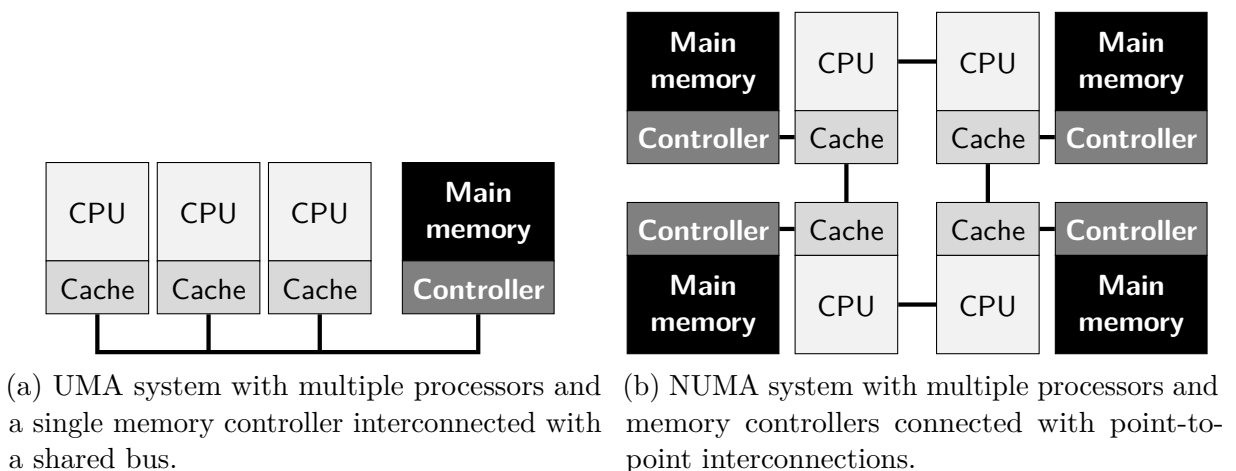 CPU
CPU
CPU
Main
memory
Cache
Cache
Cache
Controller
(a) UMA system with multiple processors and
a single memory controller interconnected with
a shared bus.
Main
memory
CPU
CPU
Main
memory
Controller
Cache
Cache
Controller
Controller
Cache
Cache
Controller
Main
memory
CPU
CPU
Main
memory
(b) NUMA system with multiple processors and
memory controllers connected with point-to-
point interconnections.